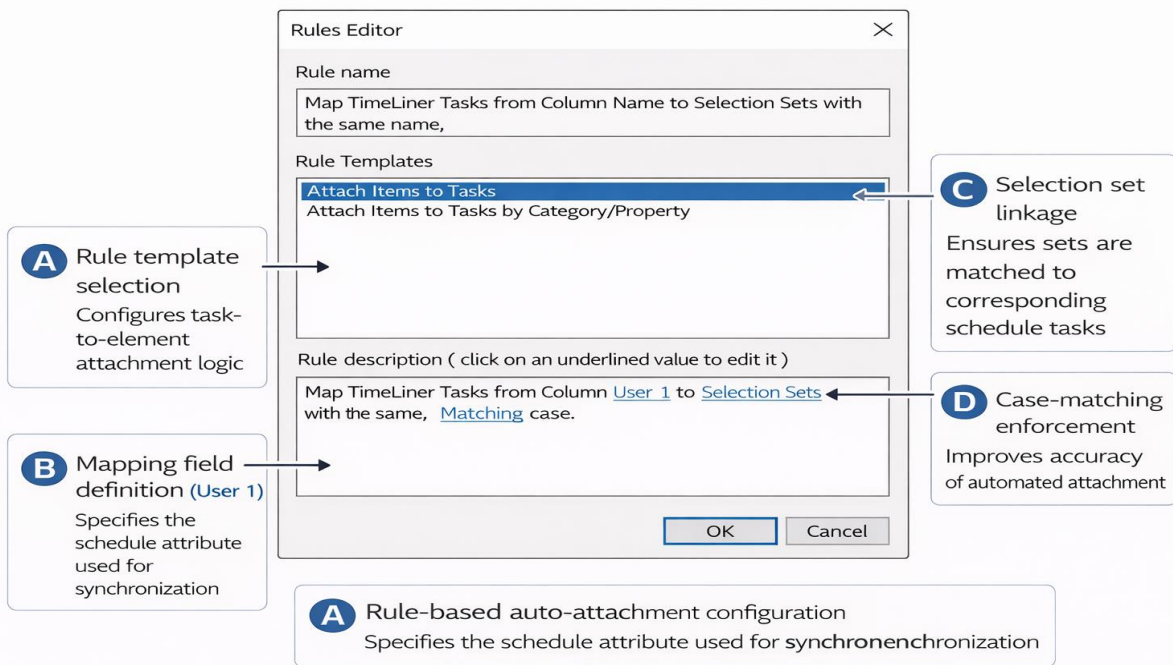 Rules Editor
Rule name
Map TimeLiner Tasks from Column Name to Selection Sets with
the same name,
Rule Templates
Attach Items to Tasks
Attach Items to Tasks by Category/Property
Rule description ( click on an underlined value to edit it )
Map TimeLiner Tasks from Column User 1 to Selection Sets
with the same, Matching case.
OK
Cancel
A
Rule template
selection
Configures task-
to-element
attachment logic
B
Mapping field
definition (User 1)
Specifies the
schedule attribute
used for
synchronization
C
Selection set
linkage
Ensures sets are
matched to
corresponding
schedule tasks
D
Case-matching
enforcement
Improves accuracy
of automated attachment
A
Rule-based auto-attachment configuration
Specifies the schedule attribute used for synchronenchronization